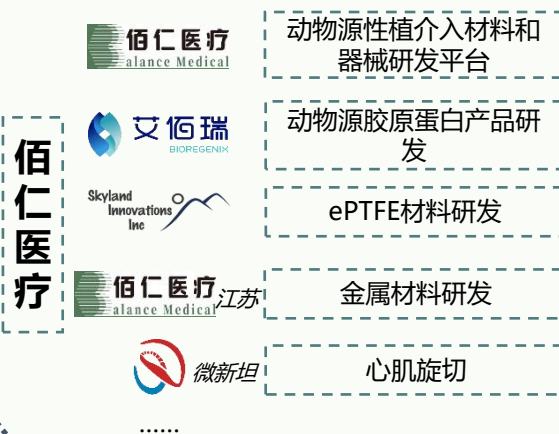 佰仁医疗
佰仁医疗
alance Medical
动物源性植介入材料和
器械研发平台
艾佰瑞
BIOREGENIX
动物源胶原蛋白产品研
发
Skyland
Innovations
Inc
ePTFE材料研发
佰仁医疗江苏
alance Medical
金属材料研发
微新坦
心肌旋切
……